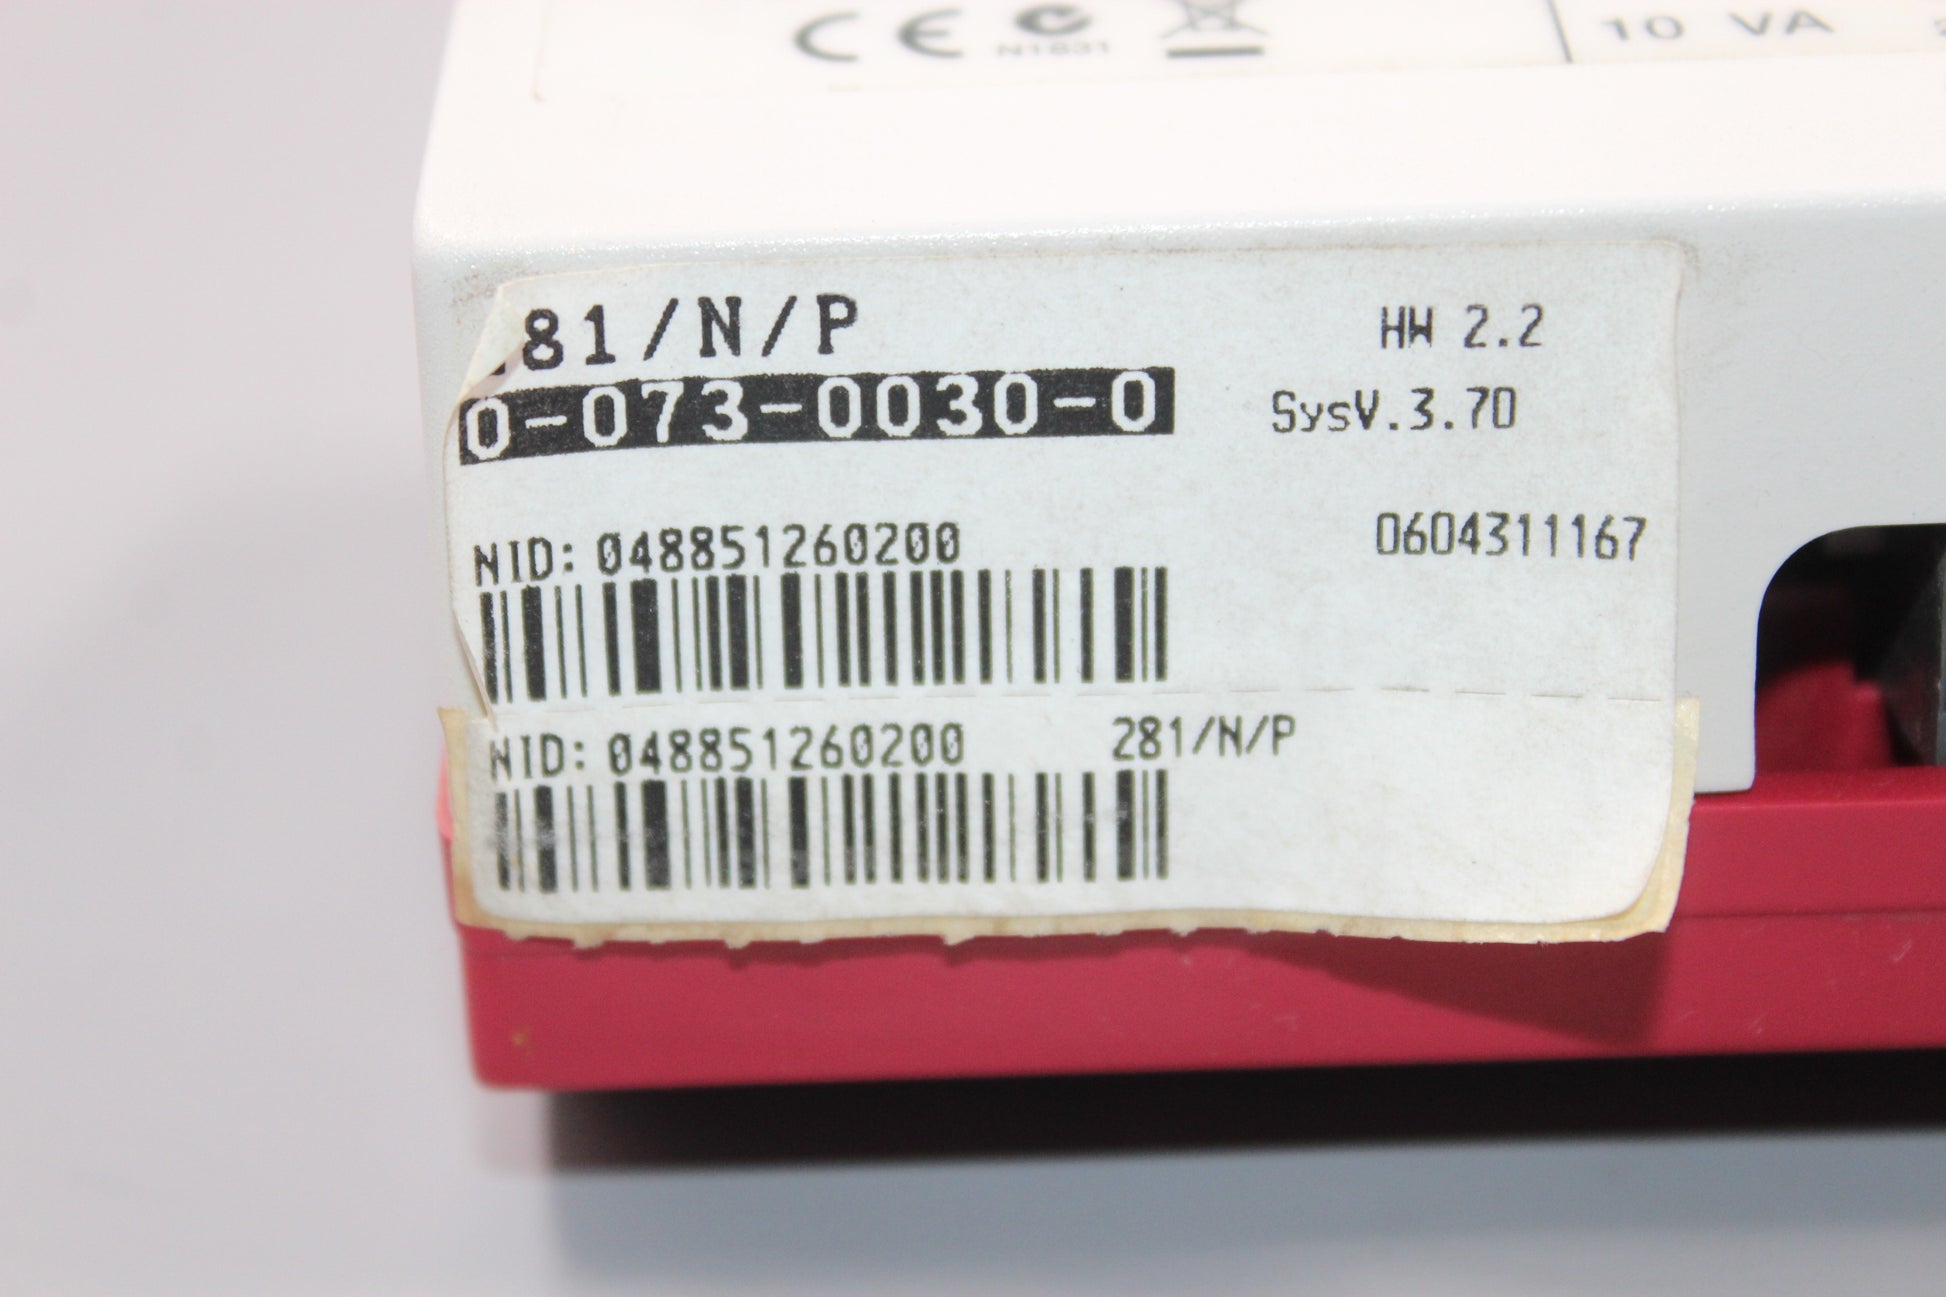 CE N1831
10 VA
81/N/P
HW 2.2
0-073-0030-0
SysV.3.70
NID: 048851260200
0604311167
NID: 048851260200
281/N/P